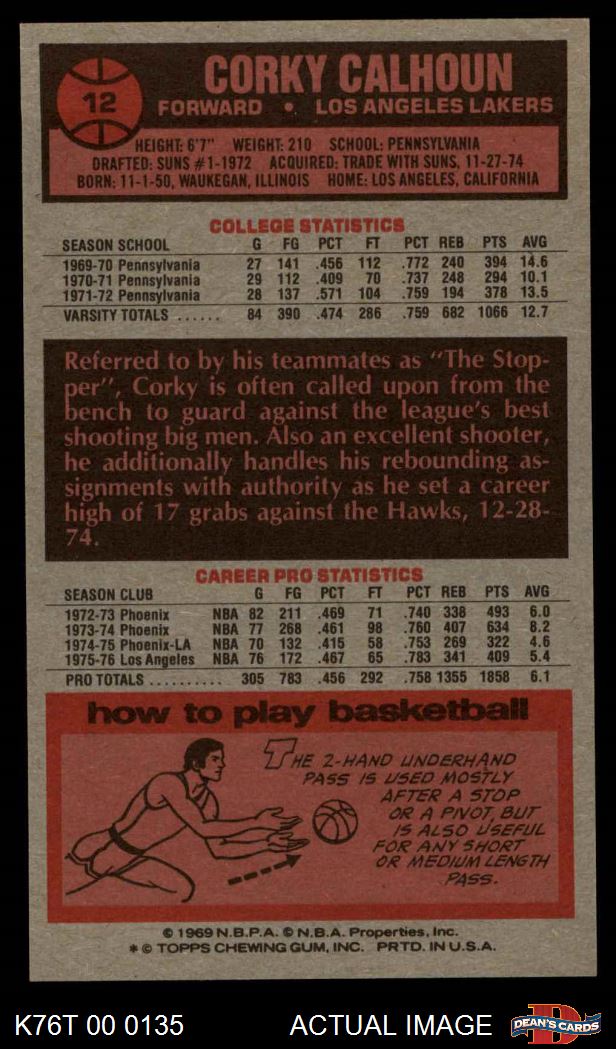 12
CORKY CALHOUN
FORWARD • LOS ANGELES LAKERS
HEIGHT: 6'7" WEIGHT: 210 SCHOOL: PENNSYLVANIA
DRAFTED: SUNS #1-1972 ACQUIRED: TRADE WITH SUNS, 11-27-74
BORN: 11-1-50, WAUKEGAN, ILLINOIS HOME: LOS ANGELES, CALIFORNIA
COLLEGE STATISTICS
SEASON SCHOOL G FG PCT FT PCT REB PTS AVG
1969-70 Pennsylvania 27 141 .456 112 .772 240 394 14.6
1970-71 Pennsylvania 29 112 .409 70 .737 248 294 10.1
1971-72 Pennsylvania 28 137 .571 104 .759 194 378 13.5
VARSITY TOTALS ...... 84 390 .474 286 .759 682 1066 12.7
Referred to by his teammates as "The Stop-
per", Corky is often called upon from the
bench to guard against the league's best
shooting big men. Also an excellent shooter,
he additionally handles his rebounding as-
signments with authority as he set a career
high of 17 grabs against the Hawks, 12-28-
74.
CAREER PRO STATISTICS
SEASON CLUB G FG PCT FT PCT REB PTS AVG
1972-73 Phoenix NBA 82 211 .469 71 .740 338 493 6.0
1973-74 Phoenix NBA 77 268 .461 98 .760 407 634 8.2
1974-75 Phoenix-LA NBA 70 132 .415 58 .753 269 322 4.6
1975-76 Los Angeles NBA 76 172 .467 65 .783 341 409 5.4
PRO TOTALS .......... 305 783 .456 292 .758 1355 1858 6.1
how to play basketball
THE 2-HAND UNDERHAND
PASS IS USED MOSTLY
AFTER A STOP
OR A PIVOT, BUT
IS ALSO USEFUL
FOR ANY SHORT
OR MEDIUM LENGTH
PASS.
© 1969 N.B.P.A. © N.B.A. Properties, Inc.
* © TOPPS CHEWING GUM, INC. PRTD. IN U.S.A.
K76T 00 0135 ACTUAL IMAGE
D
DEAN'S CARDS